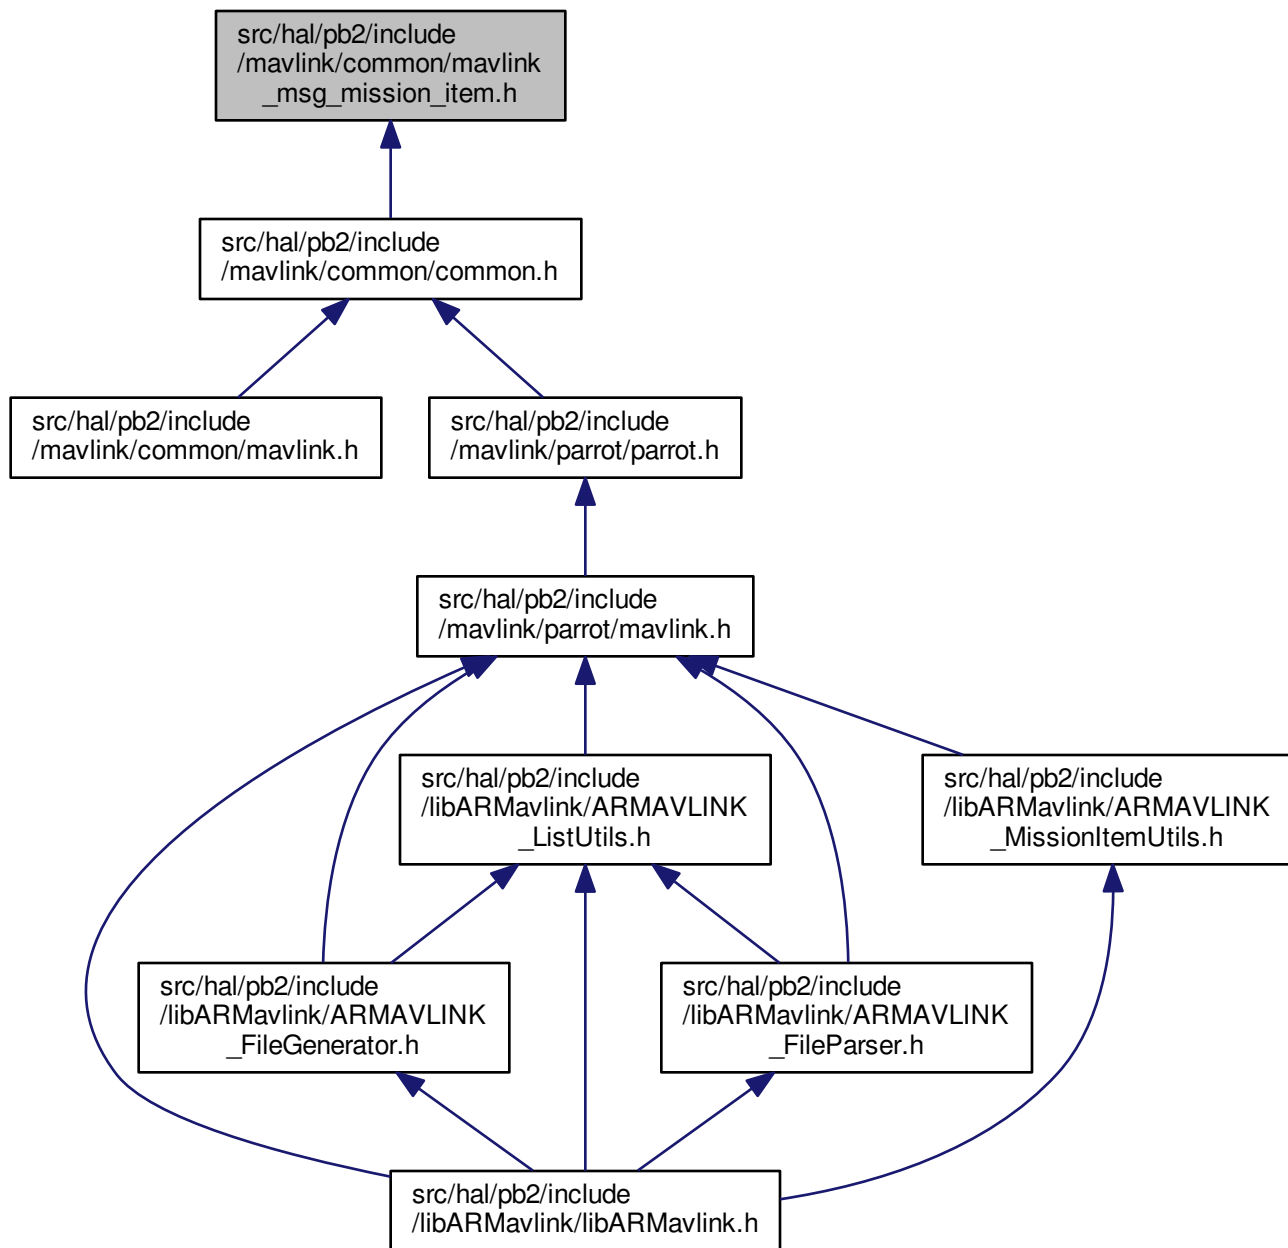 src/hal/pb2/include
/mavlink/common/mavlink
_msg_mission_item.h
src/hal/pb2/include
/mavlink/common/common.h
src/hal/pb2/include
/mavlink/common/mavlink.h
src/hal/pb2/include
/mavlink/parrot/parrot.h
src/hal/pb2/include
/mavlink/parrot/mavlink.h
src/hal/pb2/include
/libARMavlink/ARMAVLINK
_ListUtils.h
src/hal/pb2/include
/libARMavlink/ARMAVLINK
_MissionItemUtils.h
src/hal/pb2/include
/libARMavlink/ARMAVLINK
_FileGenerator.h
src/hal/pb2/include
/libARMavlink/ARMAVLINK
_FileParser.h
src/hal/pb2/include
/libARMavlink/libARMavlink.h